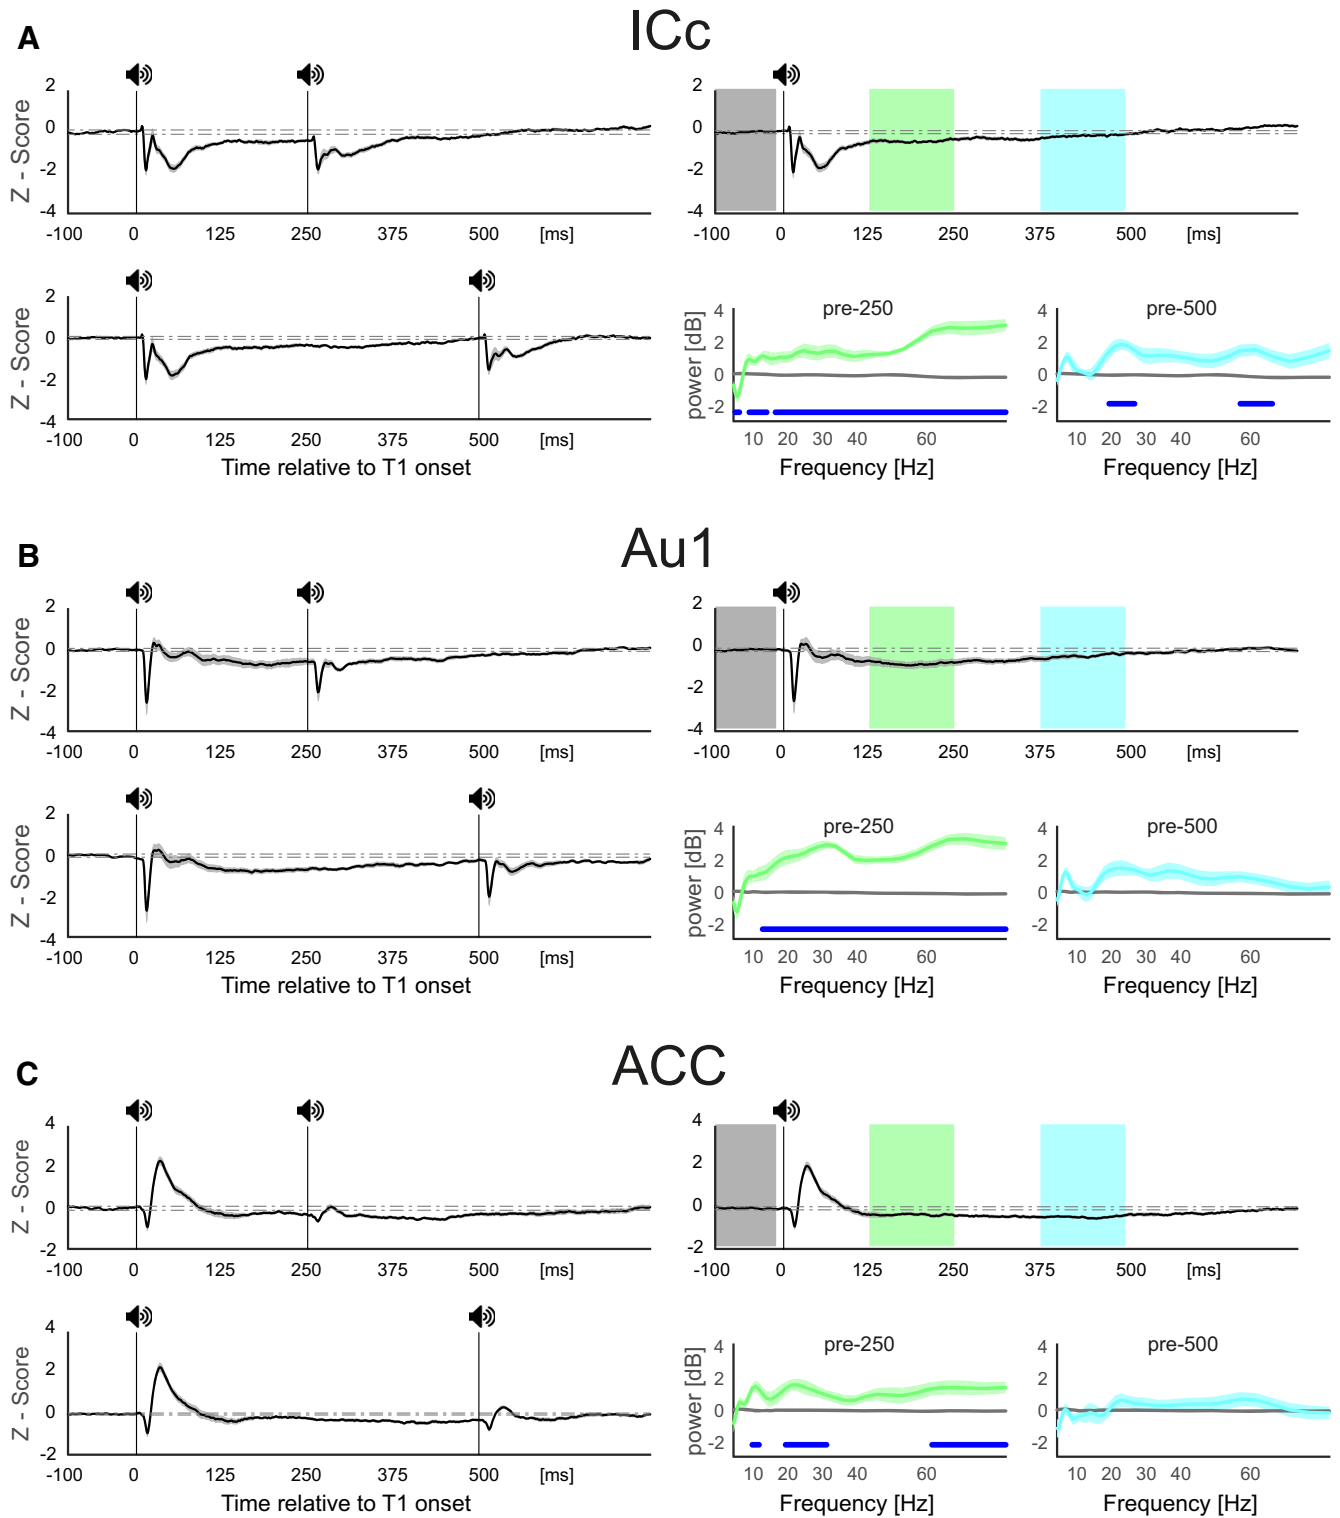 A
ICc
Z - Score
2
0
-2
-4
-100 0 125 250 375 500 [ms]
2
0
-2
-4
-100 0 125 250 375 500 [ms]
Z - Score
2
0
-2
-4
-100 0 125 250 375 500 [ms]
Time relative to T1 onset
pre-250
power [dB]
4
2
0
-2
10 20 30 40 60
Frequency [Hz]
pre-500
4
2
0
-2
10 20 30 40 60
Frequency [Hz]
B
Au1
Z - Score
2
0
-2
-4
-100 0 125 250 375 500 [ms]
2
0
-2
-4
-100 0 125 250 375 500 [ms]
Z - Score
2
0
-2
-4
-100 0 125 250 375 500 [ms]
Time relative to T1 onset
pre-250
power [dB]
4
2
0
-2
10 20 30 40 60
Frequency [Hz]
pre-500
4
2
0
-2
10 20 30 40 60
Frequency [Hz]
C
ACC
Z - Score
4
2
0
-2
-100 0 125 250 375 500 [ms]
4
2
0
-2
-100 0 125 250 375 500 [ms]
Z - Score
4
2
0
-2
-100 0 125 250 375 500 [ms]
Time relative to T1 onset
pre-250
power [dB]
4
2
0
-2
10 20 30 40 60
Frequency [Hz]
pre-500
4
2
0
-2
10 20 30 40 60
Frequency [Hz]